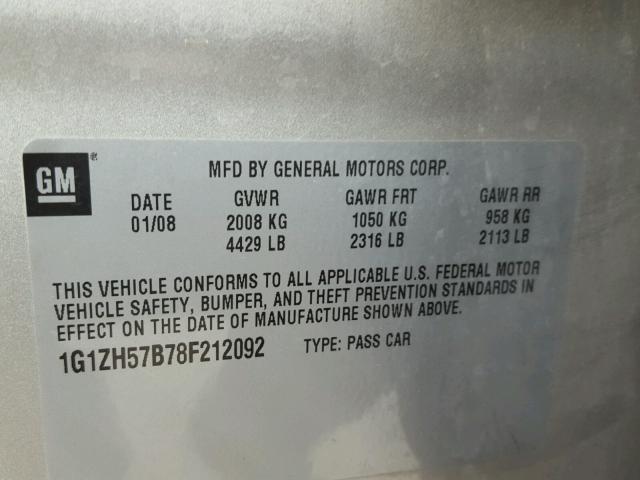 GM®
MFD BY GENERAL MOTORS CORP.
DATE GVWR GAWR FRT GAWR RR
01/08 2008 KG 1050 KG 958 KG
4429 LB 2316 LB 2113 LB
THIS VEHICLE CONFORMS TO ALL APPLICABLE U.S. FEDERAL MOTOR
VEHICLE SAFETY, BUMPER, AND THEFT PREVENTION STANDARDS IN
EFFECT ON THE DATE OF MANUFACTURE SHOWN ABOVE.
1G1ZH57B78F212092 TYPE: PASS CAR